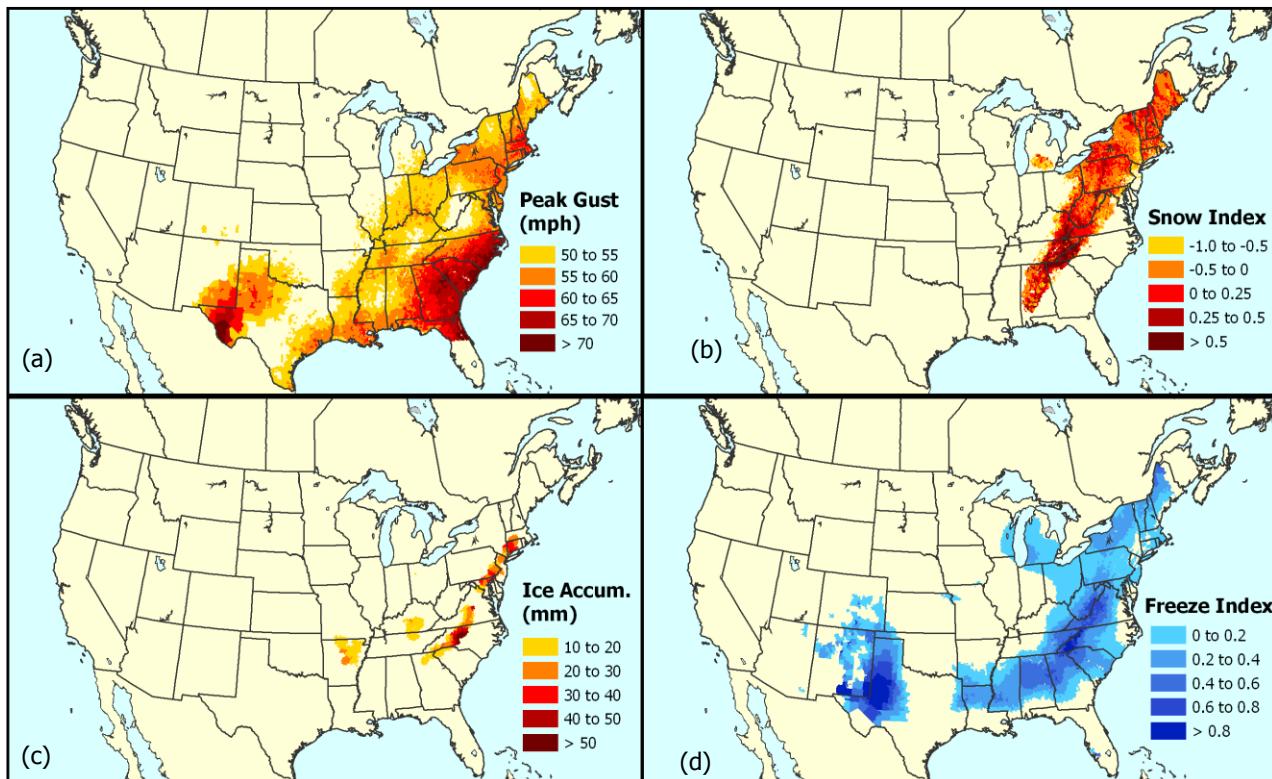 Peak Gust
(mph)
50 to 55
55 to 60
60 to 65
65 to 70
> 70
(a)
Snow Index
-1.0 to -0.5
-0.5 to 0
0 to 0.25
0.25 to 0.5
> 0.5
(b)
Ice Accum.
(mm)
10 to 20
20 to 30
30 to 40
40 to 50
> 50
(c)
Freeze Index
0 to 0.2
0.2 to 0.4
0.4 to 0.6
0.6 to 0.8
> 0.8
(d)